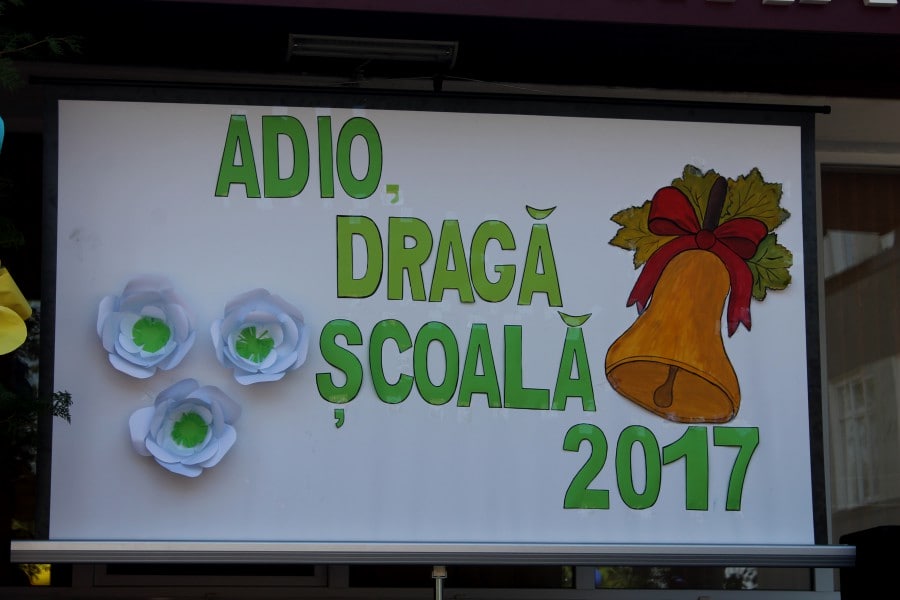 ADIO,
DRAGĂ
ȘCOALĂ
2017